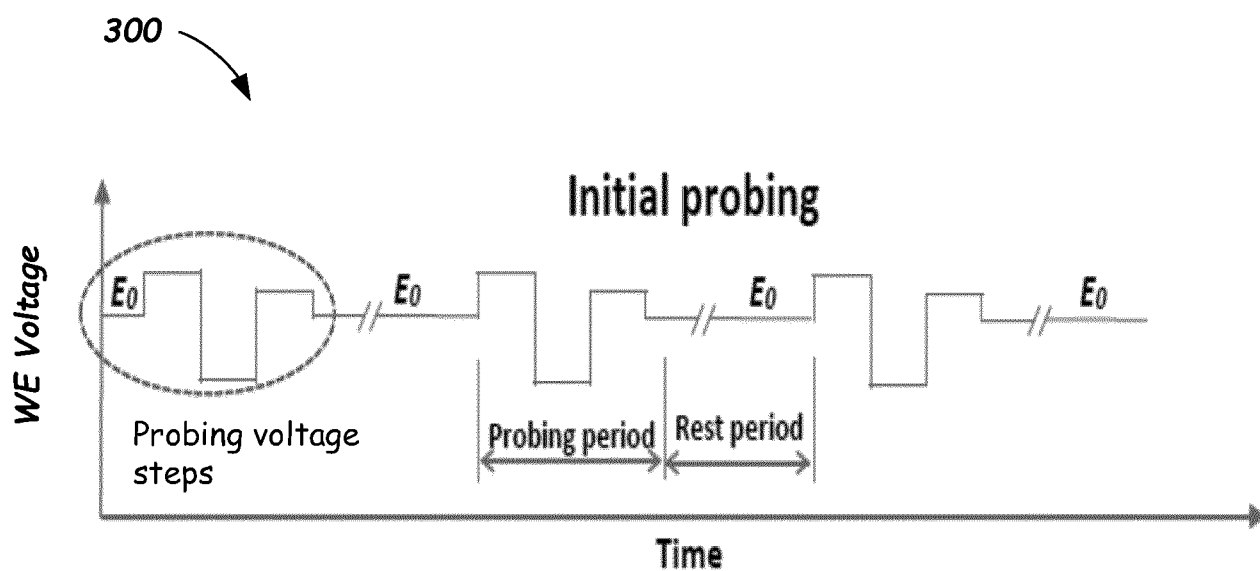 300
Initial probing
WE Voltage
E0
E0
E0
E0
Probing voltage
steps
Probing period
Rest period
Time